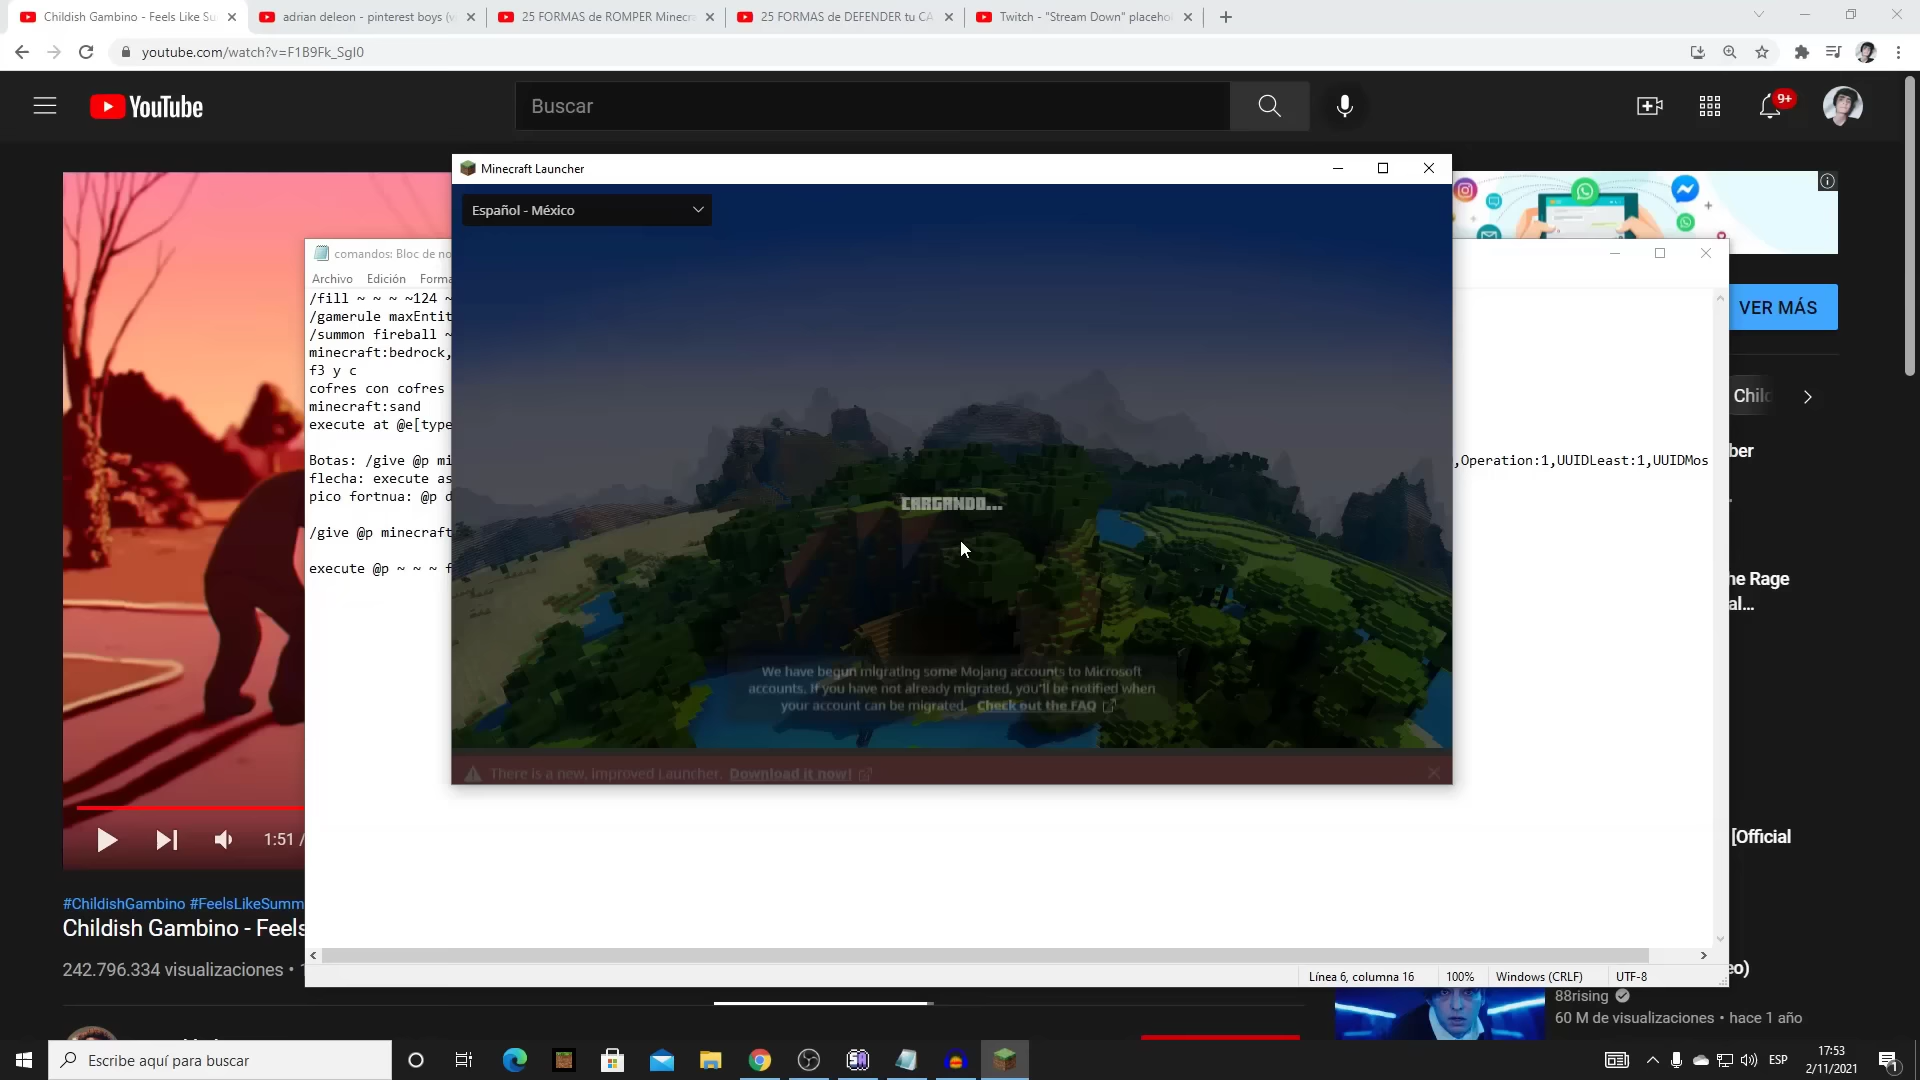 Childish Gambino - Feels Like Su
adrian deleon - pinterest boys (v
25 FORMAS de ROMPER Minecra
25 FORMAS de DEFENDER tu CA
Twitch - "Stream Down" placehol
youtube.com/watch?v=F1B9Fk_SgI0
YouTube
Buscar
9+
Minecraft Launcher
Español - México
comandos: Bloc de no
Archivo Edición Forma
/fill ~ ~ ~ ~124 ~
/gamerule maxEntit
/summon fireball ~
minecraft:bedrock,
f3 y c
cofres con cofres
minecraft:sand
execute at @e[type
Botas: /give @p mi
,Operation:1,UUIDLeast:1,UUIDMos
flecha: execute as
pico fortnua: @p d
/give @p minecraft
execute @p ~ ~ ~ f
CARGANDO...
We have begun migrating some Mojang accounts to Microsoft
accounts. If you have not already migrated, you'll be notified when
your account can be migrated. Check out the FAQ
There is a new, improved Launcher. Download it now!
VER MÁS
Child
ber
he Rage
al...
[Official
eo)
88rising
60 M de visualizaciones • hace 1 año
1:51 /
#ChildishGambino #FeelsLikeSumm
Childish Gambino - Feels
242.796.334 visualizaciones •
Línea 6, columna 16 100% Windows (CRLF) UTF-8
Escribe aquí para buscar
SA
ESP
17:53
2/11/2021
1